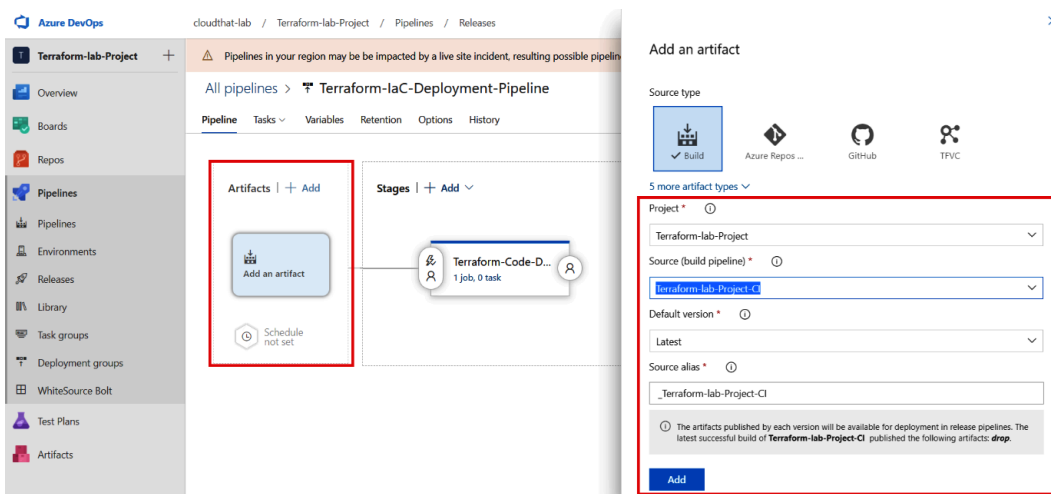 Azure DevOps
cloudthat-lab / Terraform-lab-Project / Pipelines / Releases
T Terraform-lab-Project +
Overview
Boards
Repos
Pipelines
Pipelines
Environments
Releases
Library
Task groups
Deployment groups
WhiteSource Bolt
Test Plans
Artifacts
Pipelines in your region may be be impacted by a live site incident, resulting possible pipelin
All pipelines > Terraform-IaC-Deployment-Pipeline
Pipeline Tasks Variables Retention Options History
Artifacts | + Add
Stages | + Add
Add an artifact
Schedule
not set
Terraform-Code-D...
1 job, 0 task
Add an artifact
Source type
Build
Azure Repos ...
GitHub
TFVC
5 more artifact types
Project *
Terraform-lab-Project
Source (build pipeline) *
Terraform-lab-Project-CI
Default version *
Latest
Source alias *
_Terraform-lab-Project-CI
The artifacts published by each version will be available for deployment in release pipelines. The
latest successful build of Terraform-lab-Project-CI published the following artifacts: drop.
Add